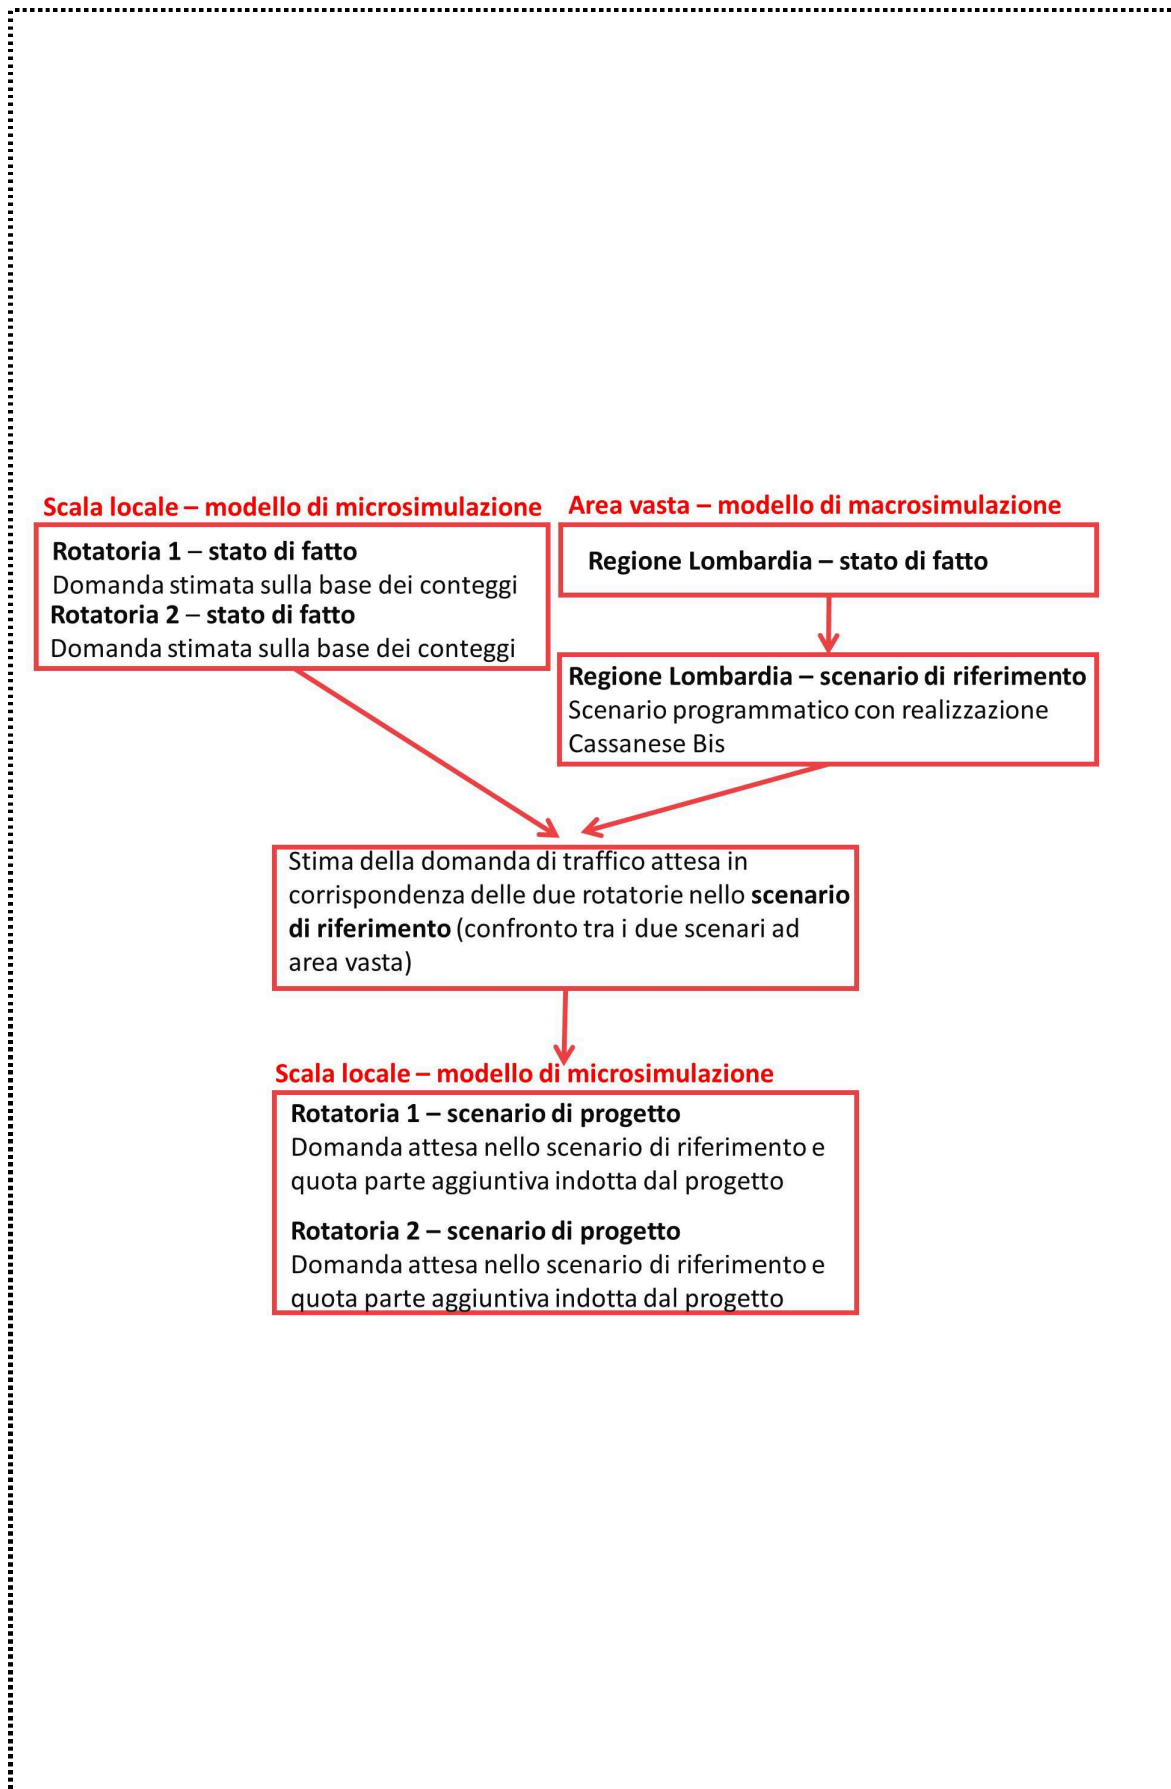 Scala locale – modello di microsimulazione
Rotatoria 1 – stato di fatto
Domanda stimata sulla base dei conteggi
Rotatoria 2 – stato di fatto
Domanda stimata sulla base dei conteggi
Area vasta – modello di macrosimulazione
Regione Lombardia – stato di fatto
Regione Lombardia – scenario di riferimento
Scenario programmatico con realizzazione
Cassanese Bis
Stima della domanda di traffico attesa in
corrispondenza delle due rotatorie nello scenario
di riferimento (confronto tra i due scenari ad
area vasta)
Scala locale – modello di microsimulazione
Rotatoria 1 – scenario di progetto
Domanda attesa nello scenario di riferimento e
quota parte aggiuntiva indotta dal progetto
Rotatoria 2 – scenario di progetto
Domanda attesa nello scenario di riferimento e
quota parte aggiuntiva indotta dal progetto